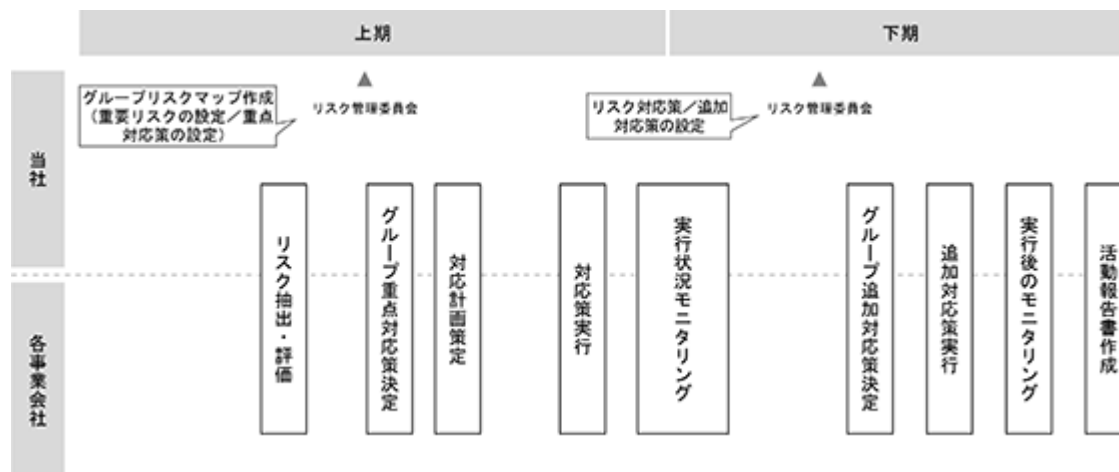 上期
下期
当社
グループリスクマップ作成
（重要リスクの設定／重点
対応策の設定）
リスク管理委員会
リスク対応策／追加
対応策の設定
リスク管理委員会
リスク抽出・評価
グループ重点対応策決定
対応計画策定
対応策実行
実行状況モニタリング
グループ追加対応策決定
追加対応策実行
実行後のモニタリング
活動報告書作成
各事業会社